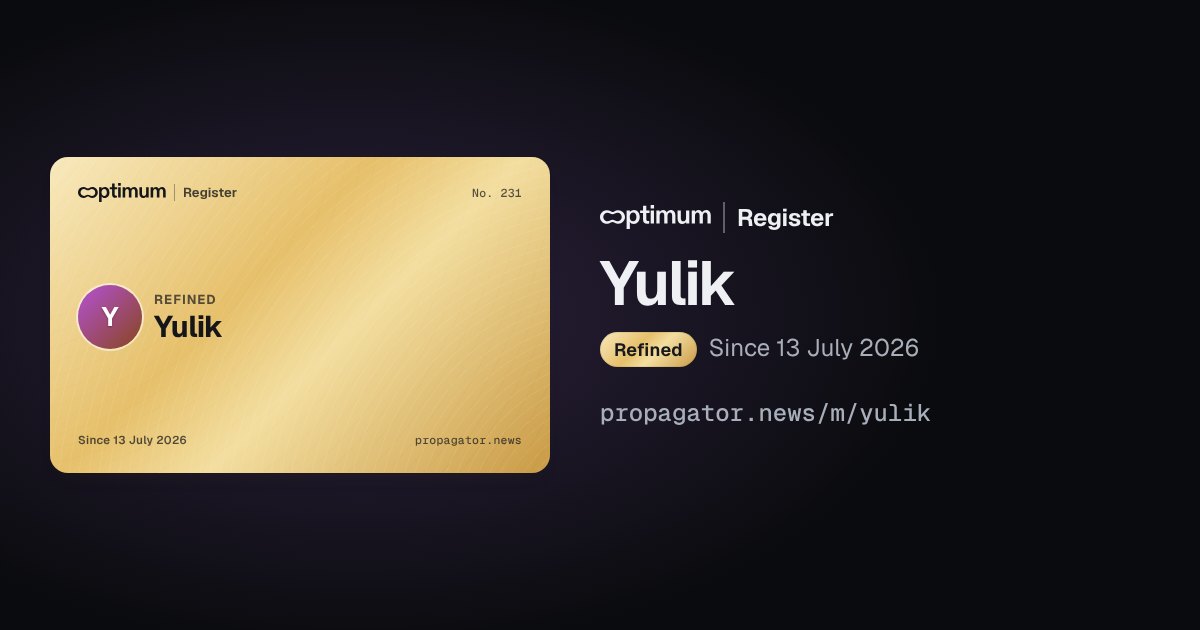 optimum | Register
No. 231
Y
REFINED
Yulik
Since 13 July 2026
propagator.news
optimum | Register
Yulik
Refined
Since 13 July 2026
propagator.news/m/yulik